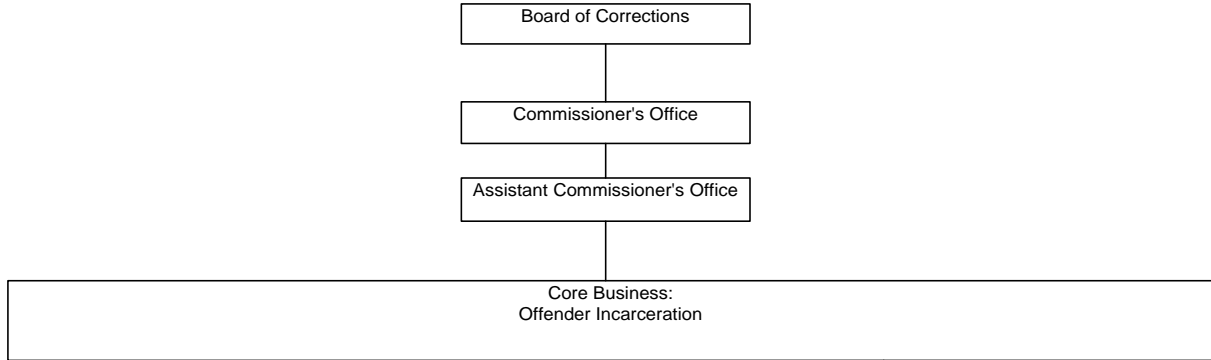 Board of Corrections
Commissioner's Office
Assistant Commissioner's Office
Core Business:
Offender Incarceration